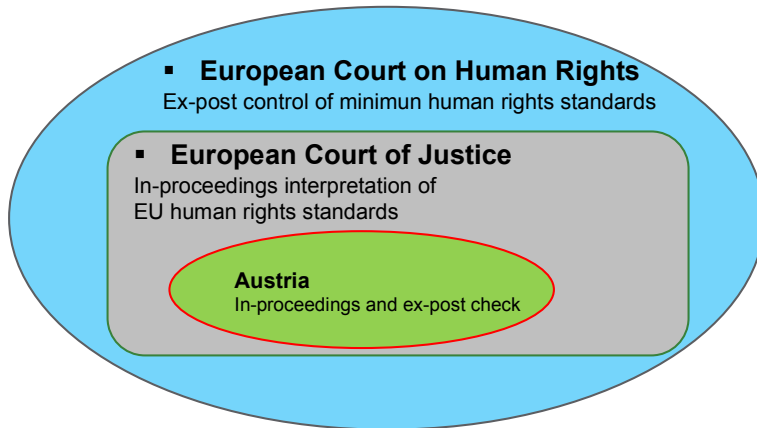 ▪ European Court on Human Rights
Ex-post control of minimun human rights standards
▪ European Court of Justice
In-proceedings interpretation of
EU human rights standards
Austria
In-proceedings and ex-post check